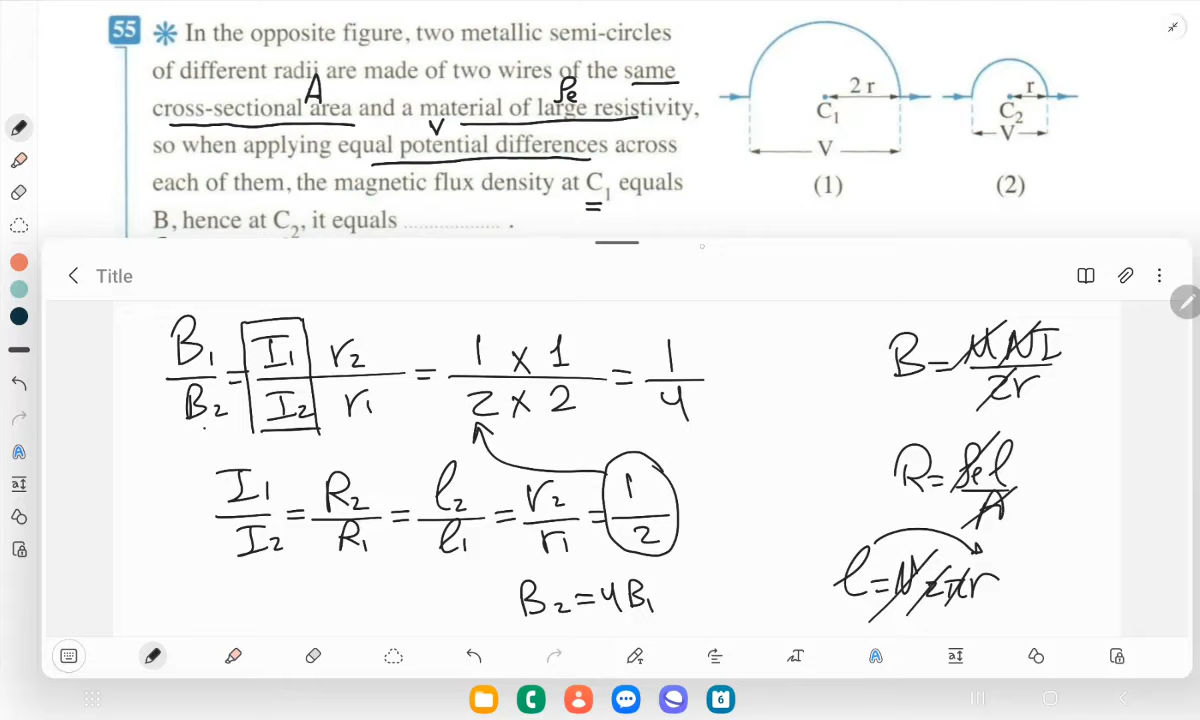 55 * In the opposite figure, two metallic semi-circles
of different radii are made of two wires of the same
A ρe
cross-sectional area and a material of large resistivity,
V
so when applying equal potential differences across
each of them, the magnetic flux density at C₁ equals
B, hence at C₂, it equals .................... .
2 r
C₁
V
(1)
r
C₂
V
(2)
Title
B₁/B₂ = I₁/I₂ r₂/r₁ = 1 × 1/2 × 2 = 1/4
I₁/I₂ = R₂/R₁ = l₂/l₁ = r₂/r₁ = 1/2
B₂ = 4B₁
B = μNI/2r
R = ρel/A
l = N2πr
A
aI
T
A
aI
6